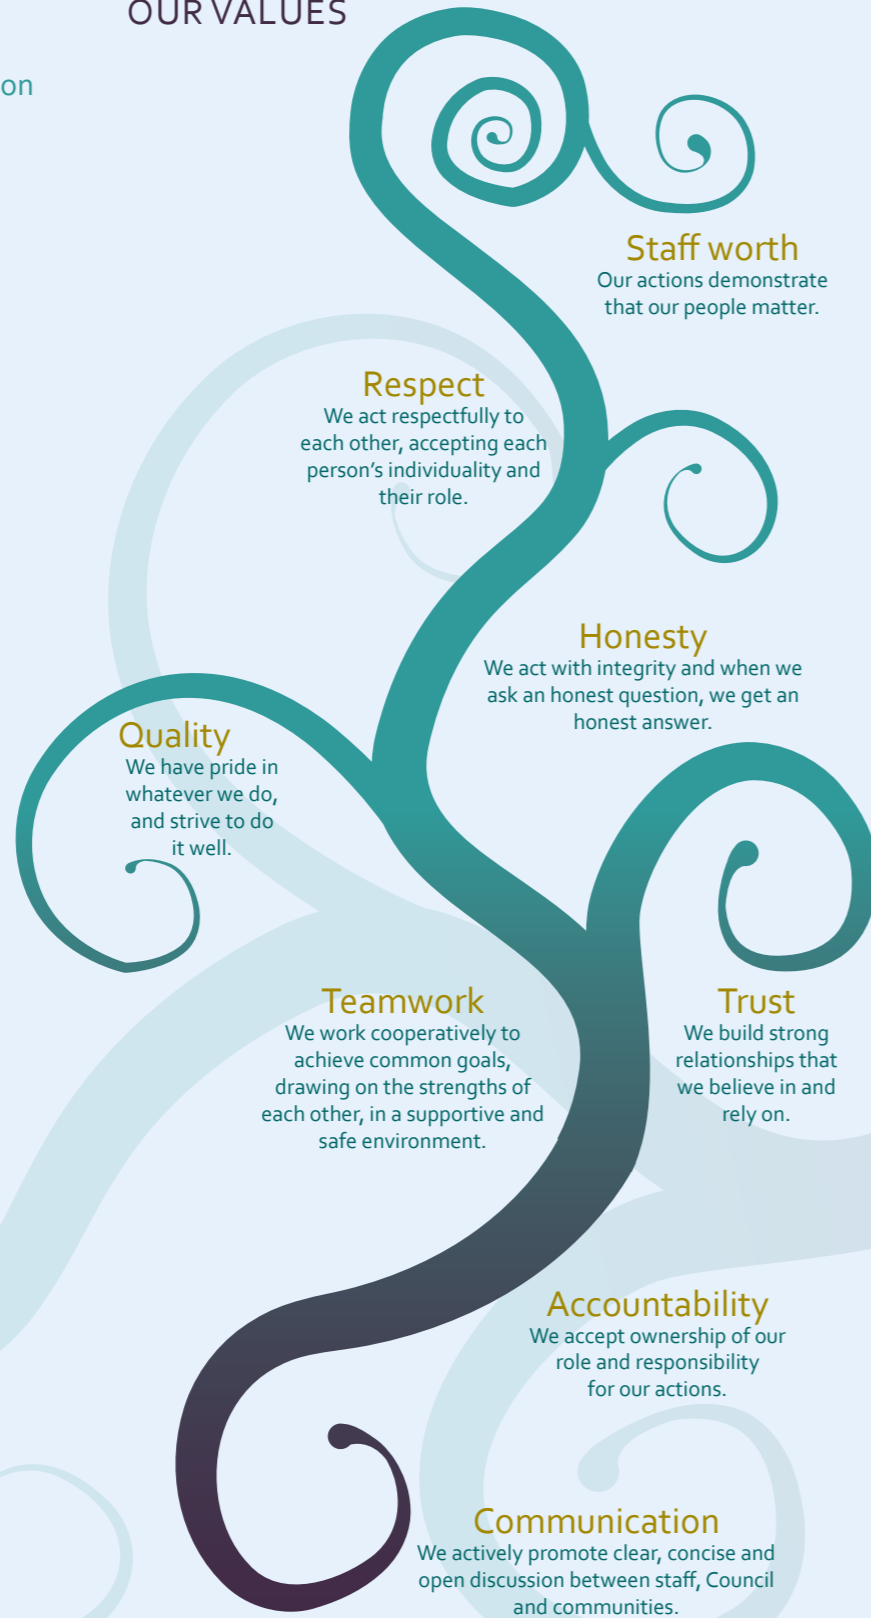 OUR VALUES
on
Staff worth
Our actions demonstrate
that our people matter.
Respect
We act respectfully to
each other, accepting each
person's individuality and
their role.
Honesty
We act with integrity and when we
ask an honest question, we get an
honest answer.
Quality
We have pride in
whatever we do,
and strive to do
it well.
Teamwork
We work cooperatively to
achieve common goals,
drawing on the strengths of
each other, in a supportive and
safe environment.
Trust
We build strong
relationships that
we believe in and
rely on.
Accountability
We accept ownership of our
role and responsibility
for our actions.
Communication
We actively promote clear, concise and
open discussion between staff, Council
and communities.